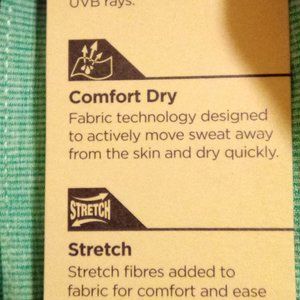 UVB rays.
Comfort Dry
Fabric technology designed
to actively move sweat away
from the skin and dry quickly.
STRETCH
Stretch
Stretch fibres added to
fabric for comfort and ease